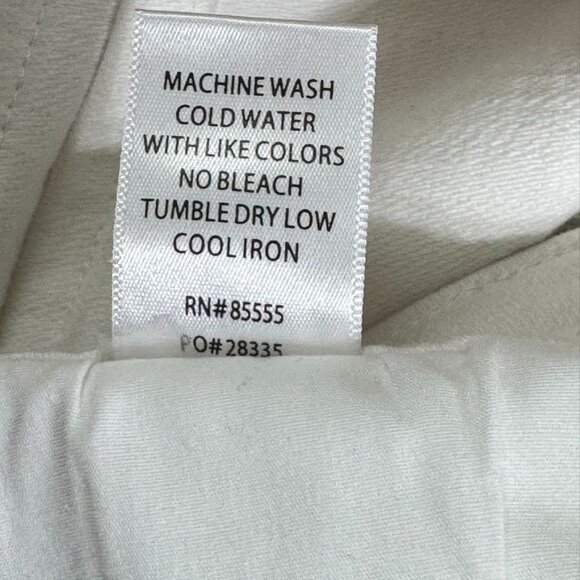 MACHINE WASH
COLD WATER
WITH LIKE COLORS
NO BLEACH
TUMBLE DRY LOW
COOL IRON
RN#85555
PO#28335